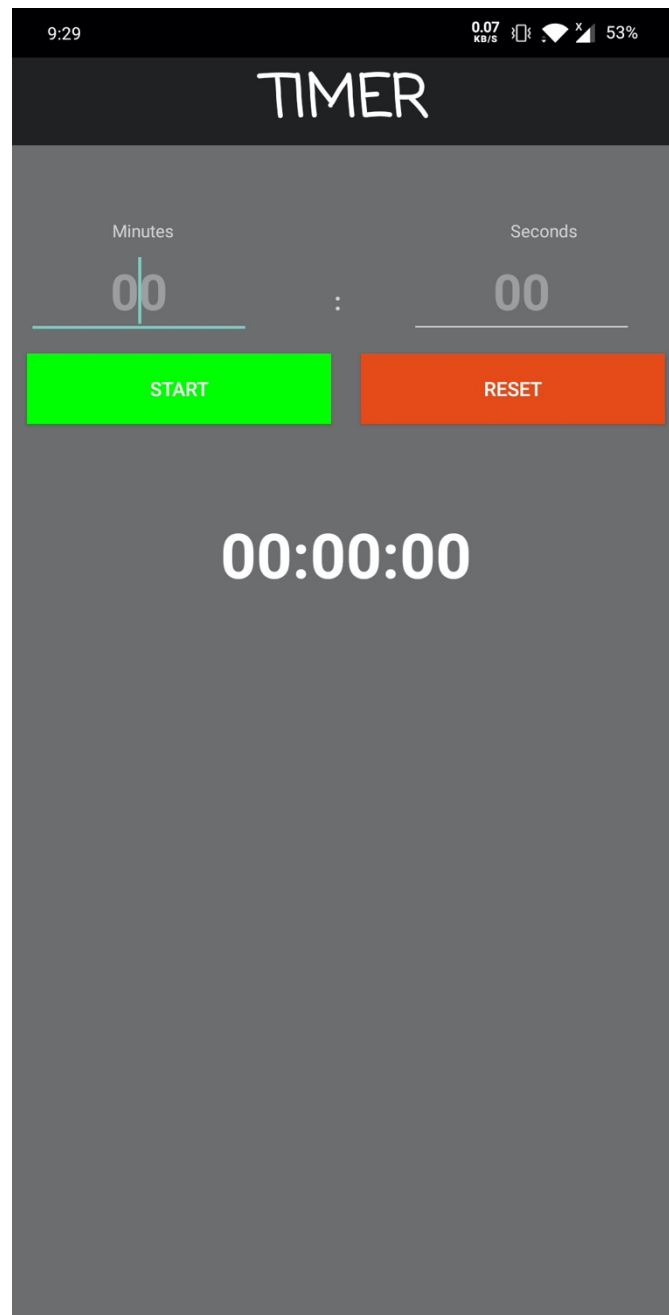 9:29 0.07 KB/S 53%
TIMER
Minutes Seconds
00 : 00
START RESET
00:00:00